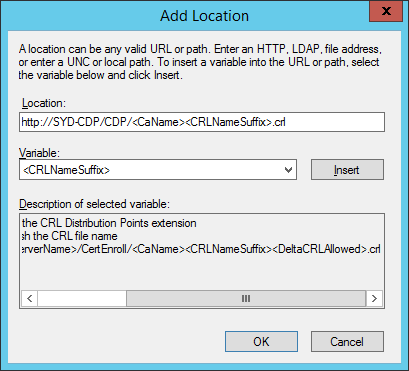 Add Location
A location can be any valid URL or path. Enter an HTTP, LDAP, file address,
or enter a UNC or local path. To insert a variable into the URL or path, select
the variable below and click Insert.
Location:
http://SYD-CDP/CDP/<CaName><CRLNameSuffix>.crl
Variable:
<CRLNameSuffix>
Insert
Description of selected variable:
the CRL Distribution Points extension
sh the CRL file name
erverName>/CertEnroll/<CaName><CRLNameSuffix><DeltaCRLAllowed>.crl
OK
Cancel